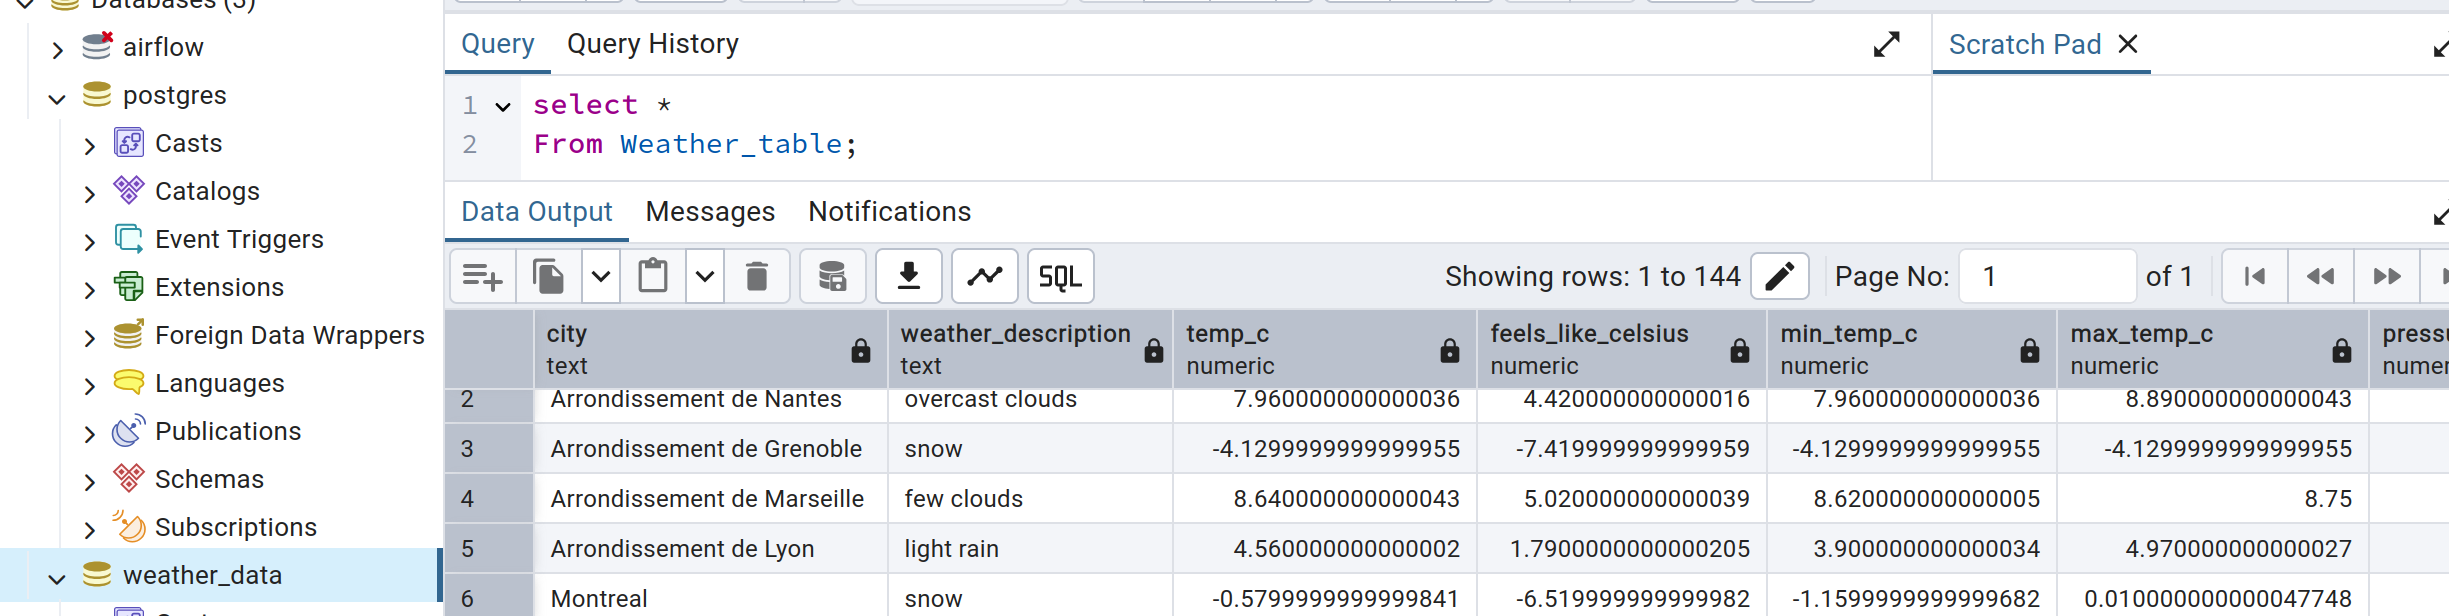 Databases (3)
airflow
postgres
Casts
Catalogs
Event Triggers
Extensions
Foreign Data Wrappers
Languages
Publications
Schemas
Subscriptions
weather_data
Query Query History
Scratch Pad
1 select *
2 From Weather_table;
Data Output Messages Notifications
SQL Showing rows: 1 to 144 Page No: 1 of 1
city weather_description temp_c feels_like_celsius min_temp_c max_temp_c
text text numeric numeric numeric numeric
2 Arrondissement de Nantes overcast clouds 7.960000000000036 4.420000000000016 7.960000000000036 8.890000000000043
3 Arrondissement de Grenoble snow -4.1299999999999955 -7.419999999999959 -4.1299999999999955 -4.1299999999999955
4 Arrondissement de Marseille few clouds 8.640000000000043 5.020000000000039 8.620000000000005 8.75
5 Arrondissement de Lyon light rain 4.560000000000002 1.7900000000000205 3.900000000000034 4.970000000000027
6 Montreal snow -0.5799999999999841 -6.519999999999982 -1.1599999999999682 0.010000000000047748